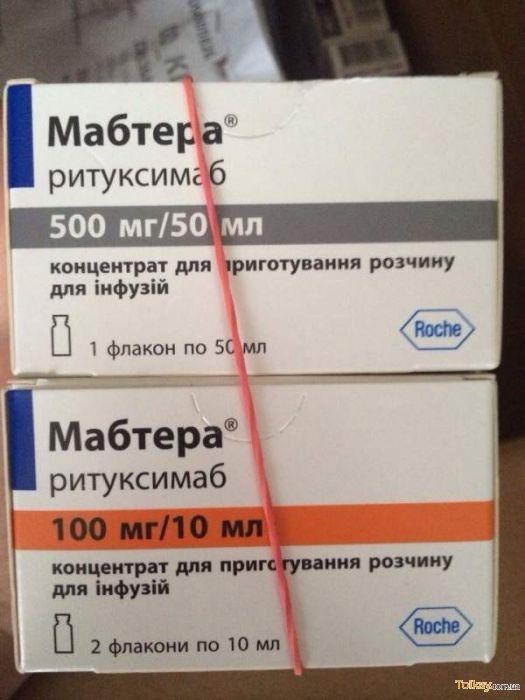 Мабтера®
ритуксимаб
500 мг/50 мл
концентрат для приготування розчину
для інфузій
1 флакон по 50 мл
Roche
Мабтера®
ритуксимаб
100 мг/10 мл
концентрат для приготування розчину
для інфузій
2 флакони по 10 мл
Roche